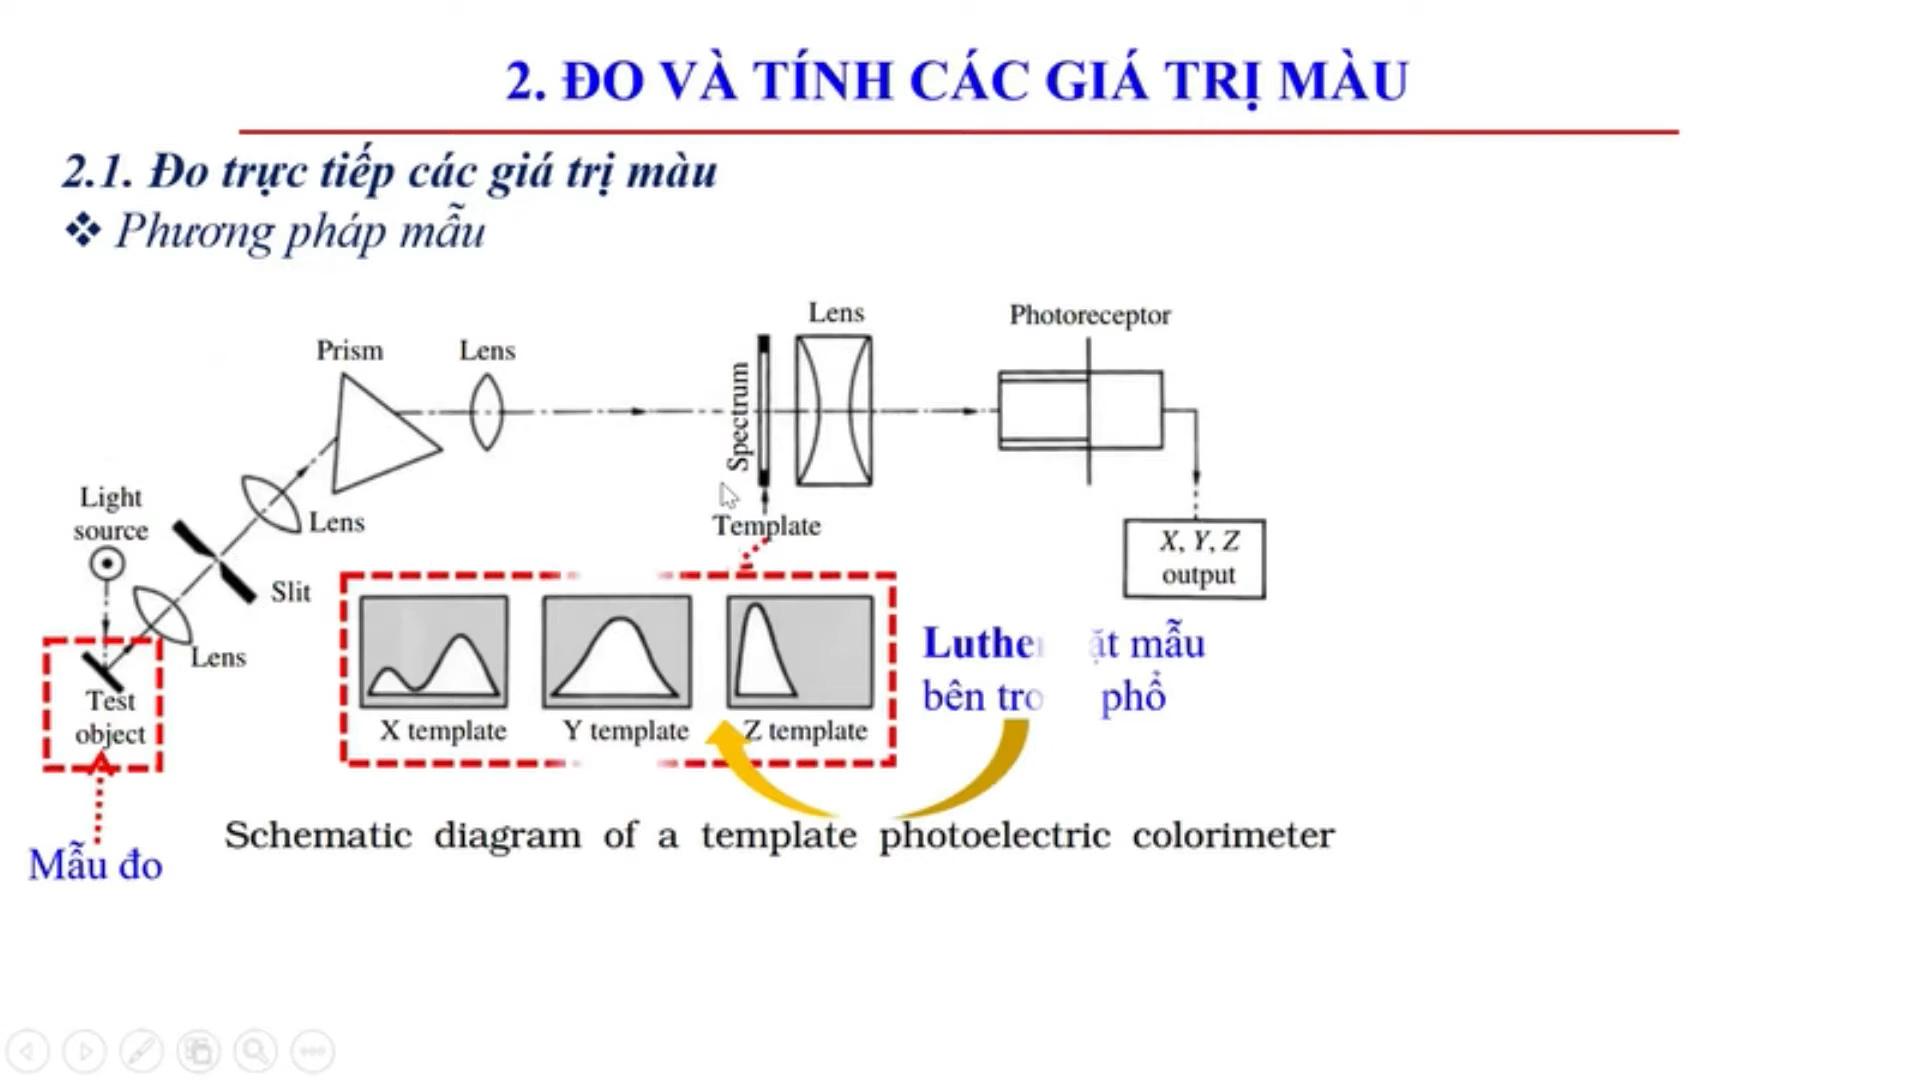 2. ĐO VÀ TÍNH CÁC GIÁ TRỊ MÀU
2.1. Đo trực tiếp các giá trị màu
❖ Phương pháp mẫu
Lens
Photoreceptor
Prism
Lens
Spectrum
Light
source
Lens
Template
X, Y, Z
output
Slit
Lens
Test
object
X template
Y template
Z template
mẫu
bên phổ
Schematic diagram of a template photoelectric colorimeter
Mẫu đo